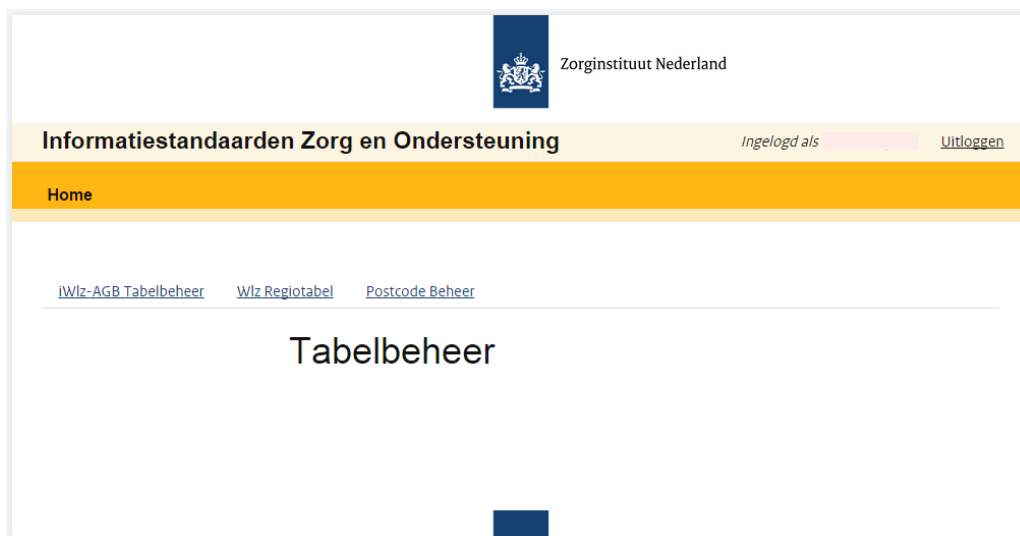 Zorginstituut Nederland
Informatiestandaarden Zorg en Ondersteuning
Ingelogd als
Uitloggen
Home
iWlz-AGB Tabelbeheer
Wlz Regiotabel
Postcode Beheer
Tabelbeheer